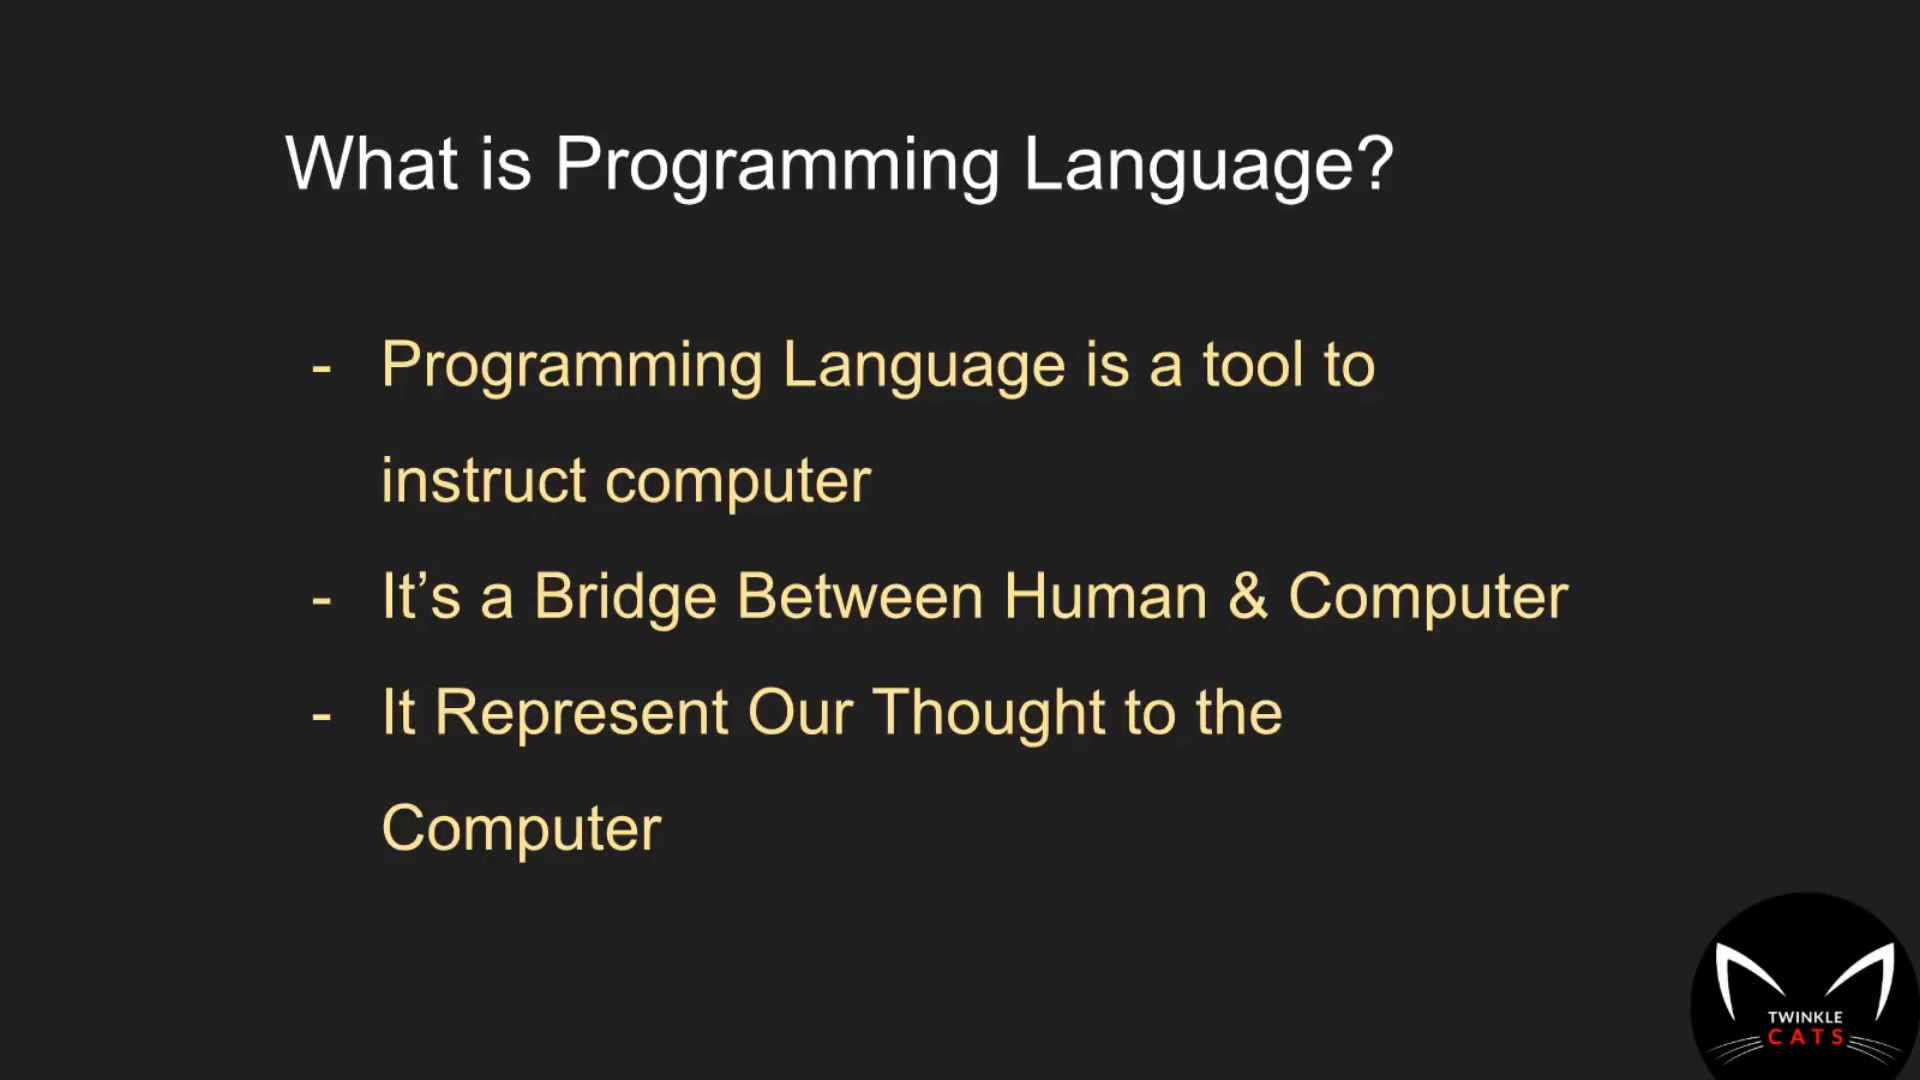 What is Programming Language?
- Programming Language is a tool to
instruct computer
- It’s a Bridge Between Human & Computer
- It Represent Our Thought to the
Computer
TWINKLE
CATS